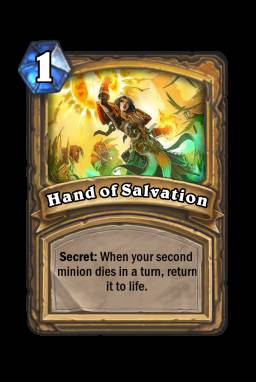 1
Hand of Salvation
Secret: When your second
minion dies in a turn, return
it to life.